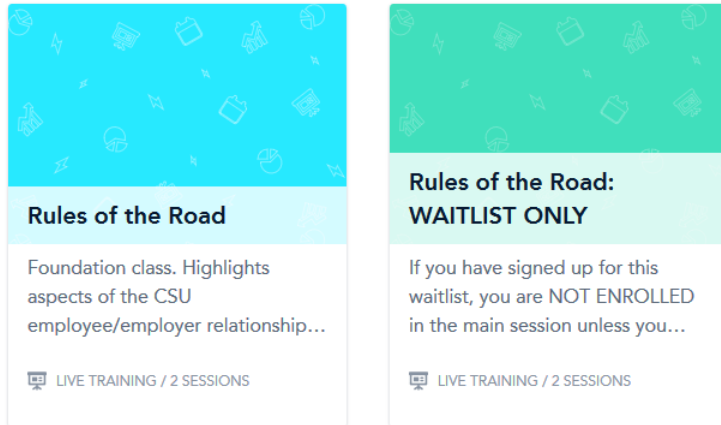 Rules of the Road
Foundation class. Highlights
aspects of the CSU
employee/employer relationship…
LIVE TRAINING / 2 SESSIONS
Rules of the Road:
WAITLIST ONLY
If you have signed up for this
waitlist, you are NOT ENROLLED
in the main session unless you…
LIVE TRAINING / 2 SESSIONS